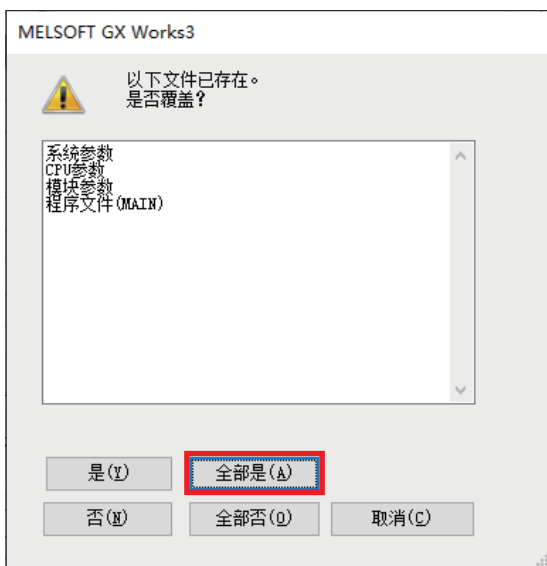 MELSOFT GX Works3
以下文件已存在。
是否覆盖?
系统参数
CPU参数
模块参数
程序文件(MAIN)
是(Y)
全部是(A)
否(N)
全部否(O)
取消(C)